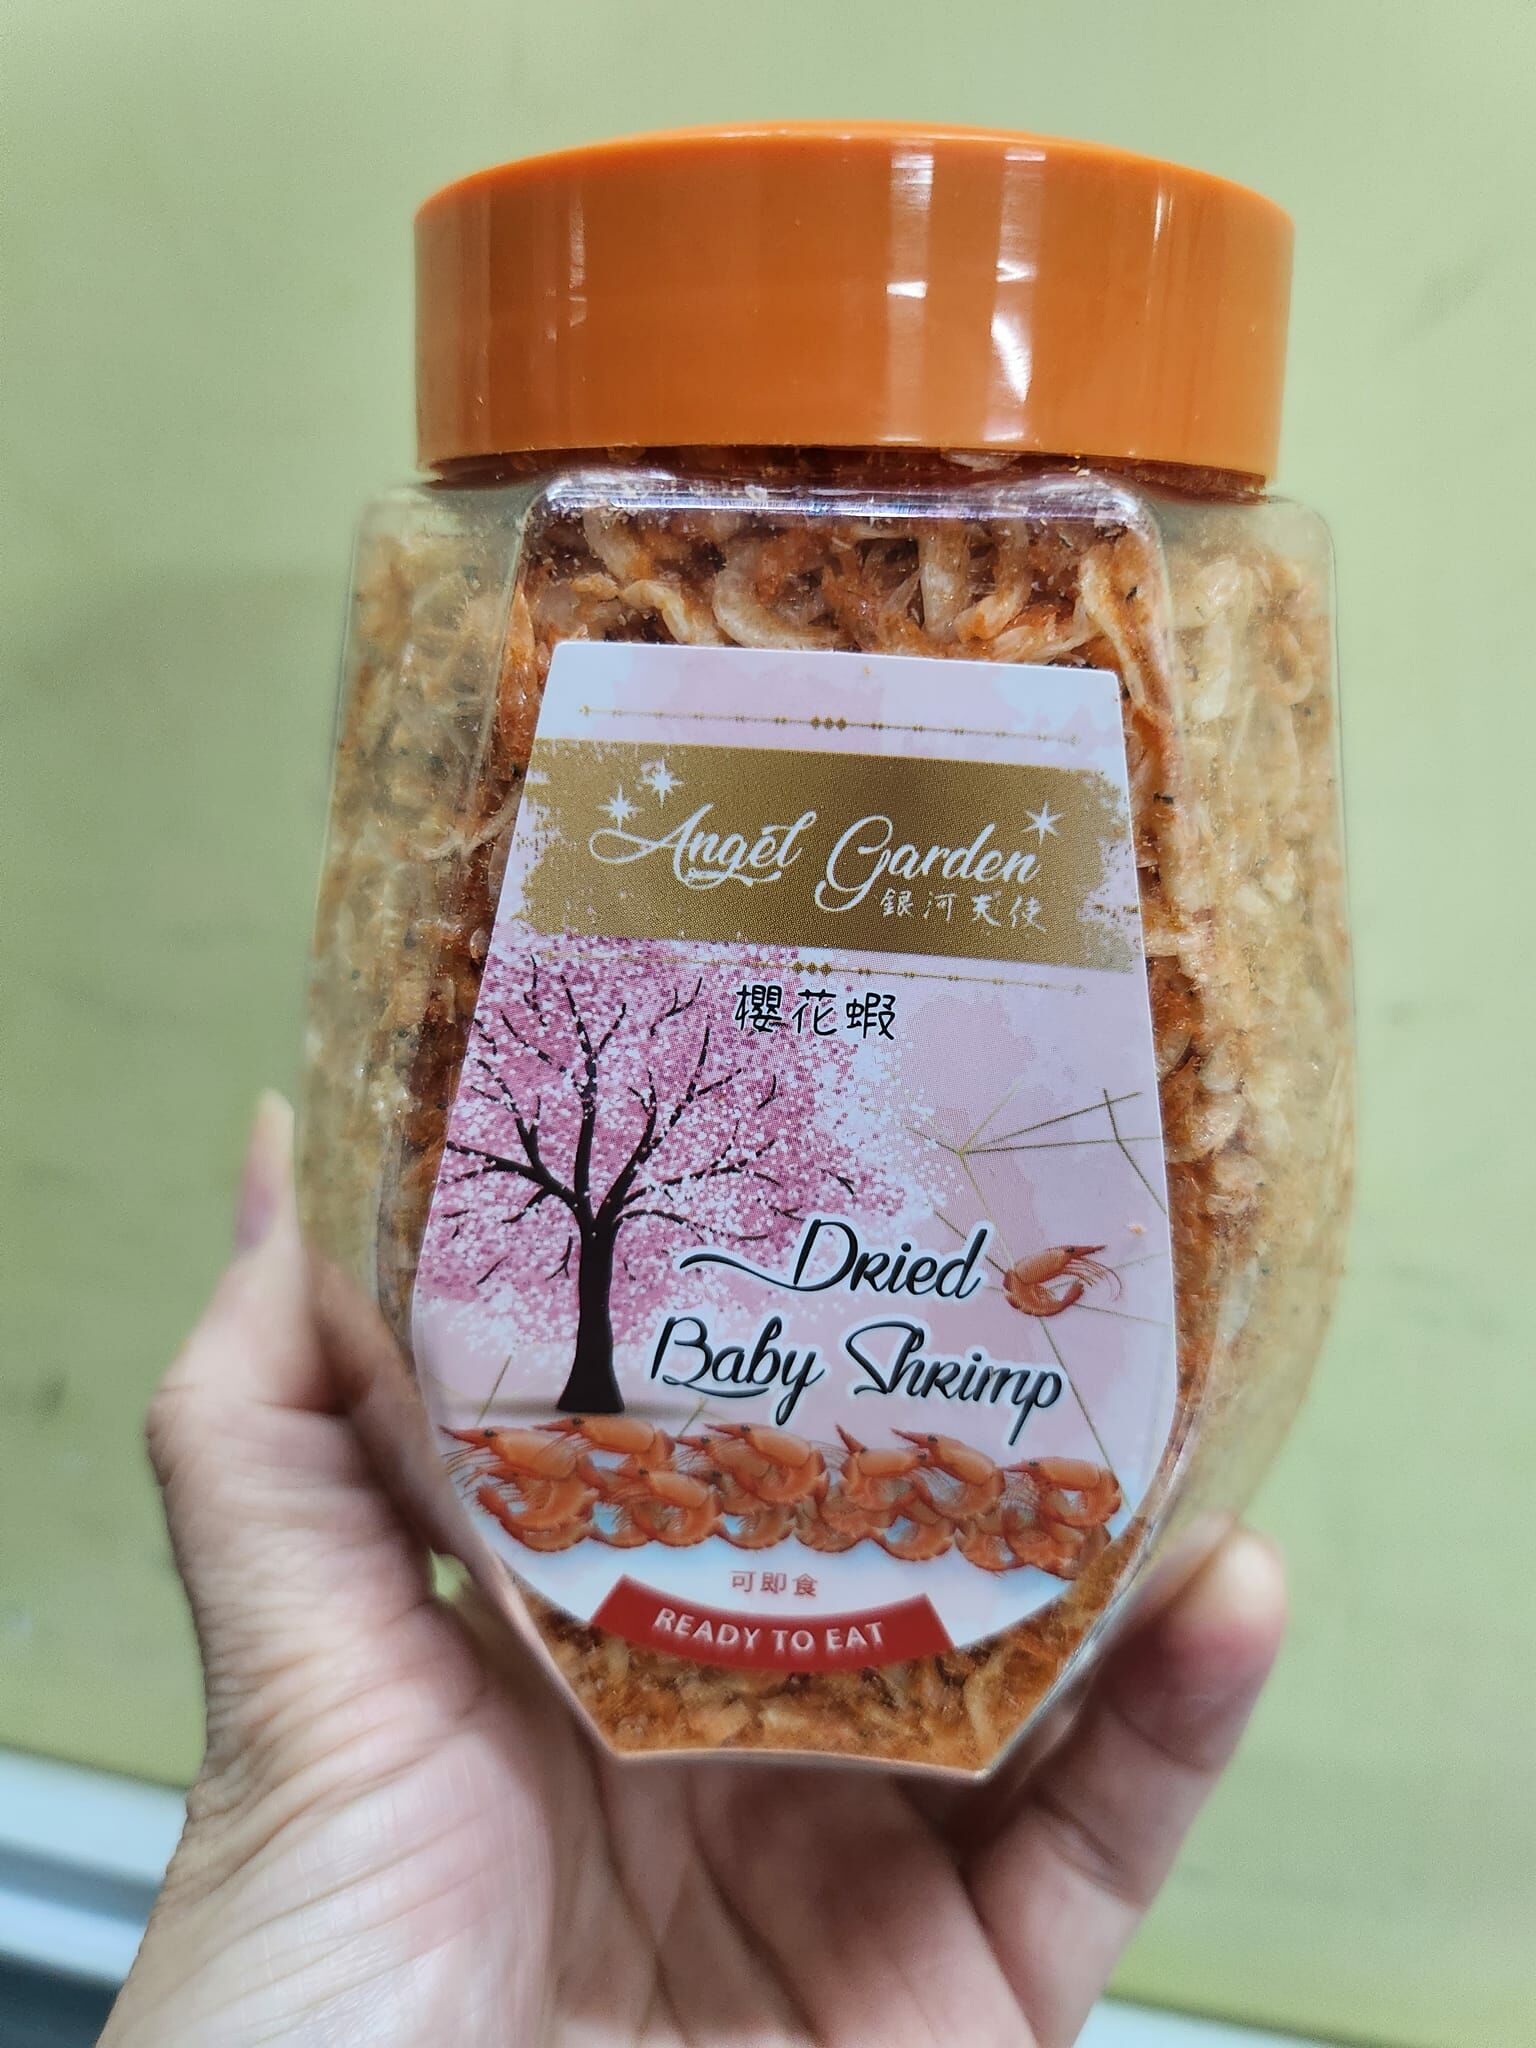 Angel Garden
銀河天使
櫻花蝦
Dried
Baby Shrimp
可即食
READY TO EAT